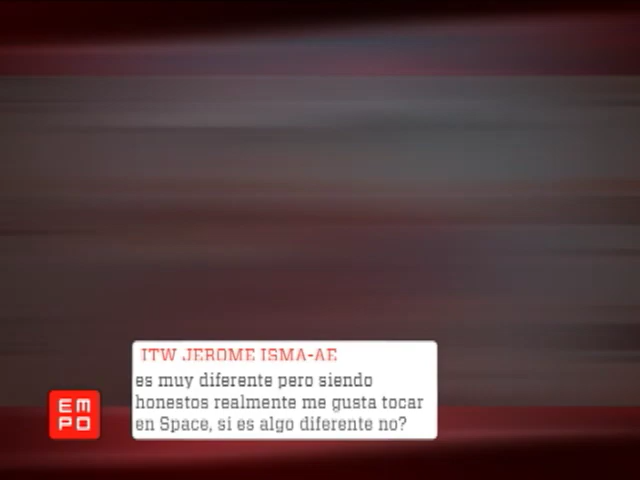 ITW JEROME ISMA-AE
es muy diferente pero siendo
honestos realmente me gusta tocar
en Space, si es algo diferente no?
EM
PO